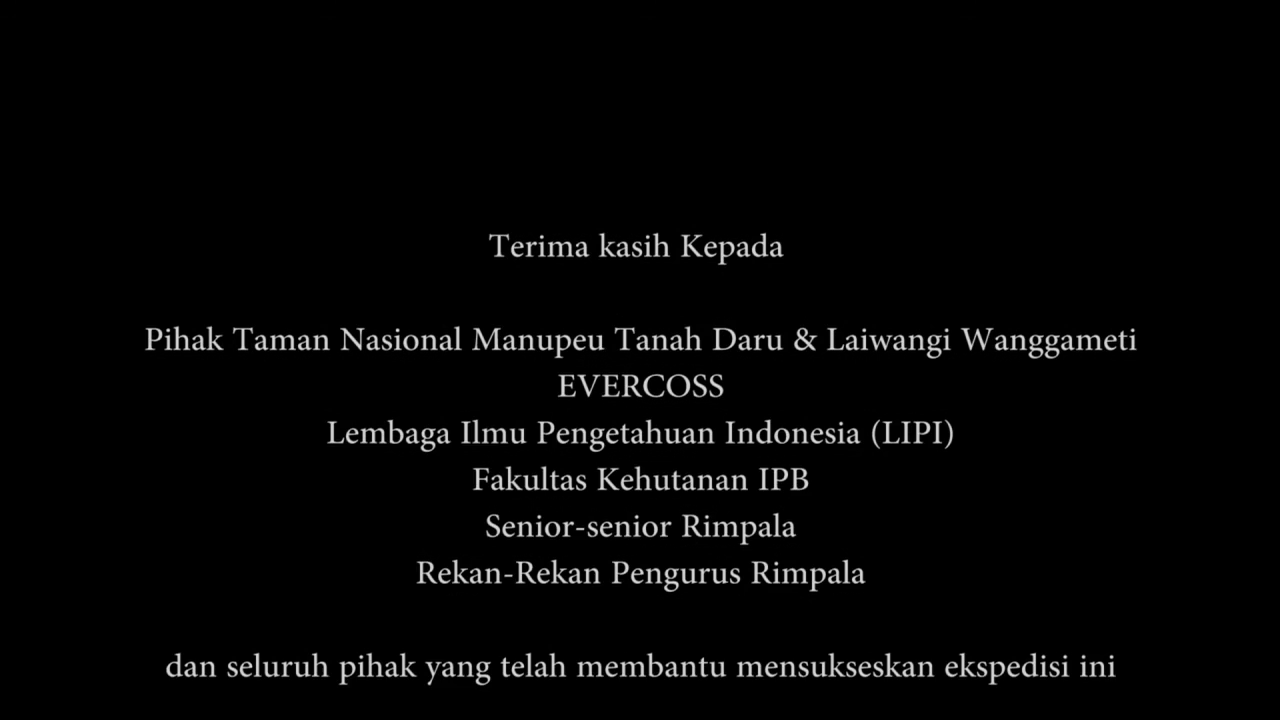 Terima kasih Kepada
Pihak Taman Nasional Manupeu Tanah Daru & Laiwangi Wanggameti
EVERCOSS
Lembaga Ilmu Pengetahuan Indonesia (LIPI)
Fakultas Kehutanan IPB
Senior-senior Rimpala
Rekan-Rekan Pengurus Rimpala
dan seluruh pihak yang telah membantu mensukseskan ekspedisi ini